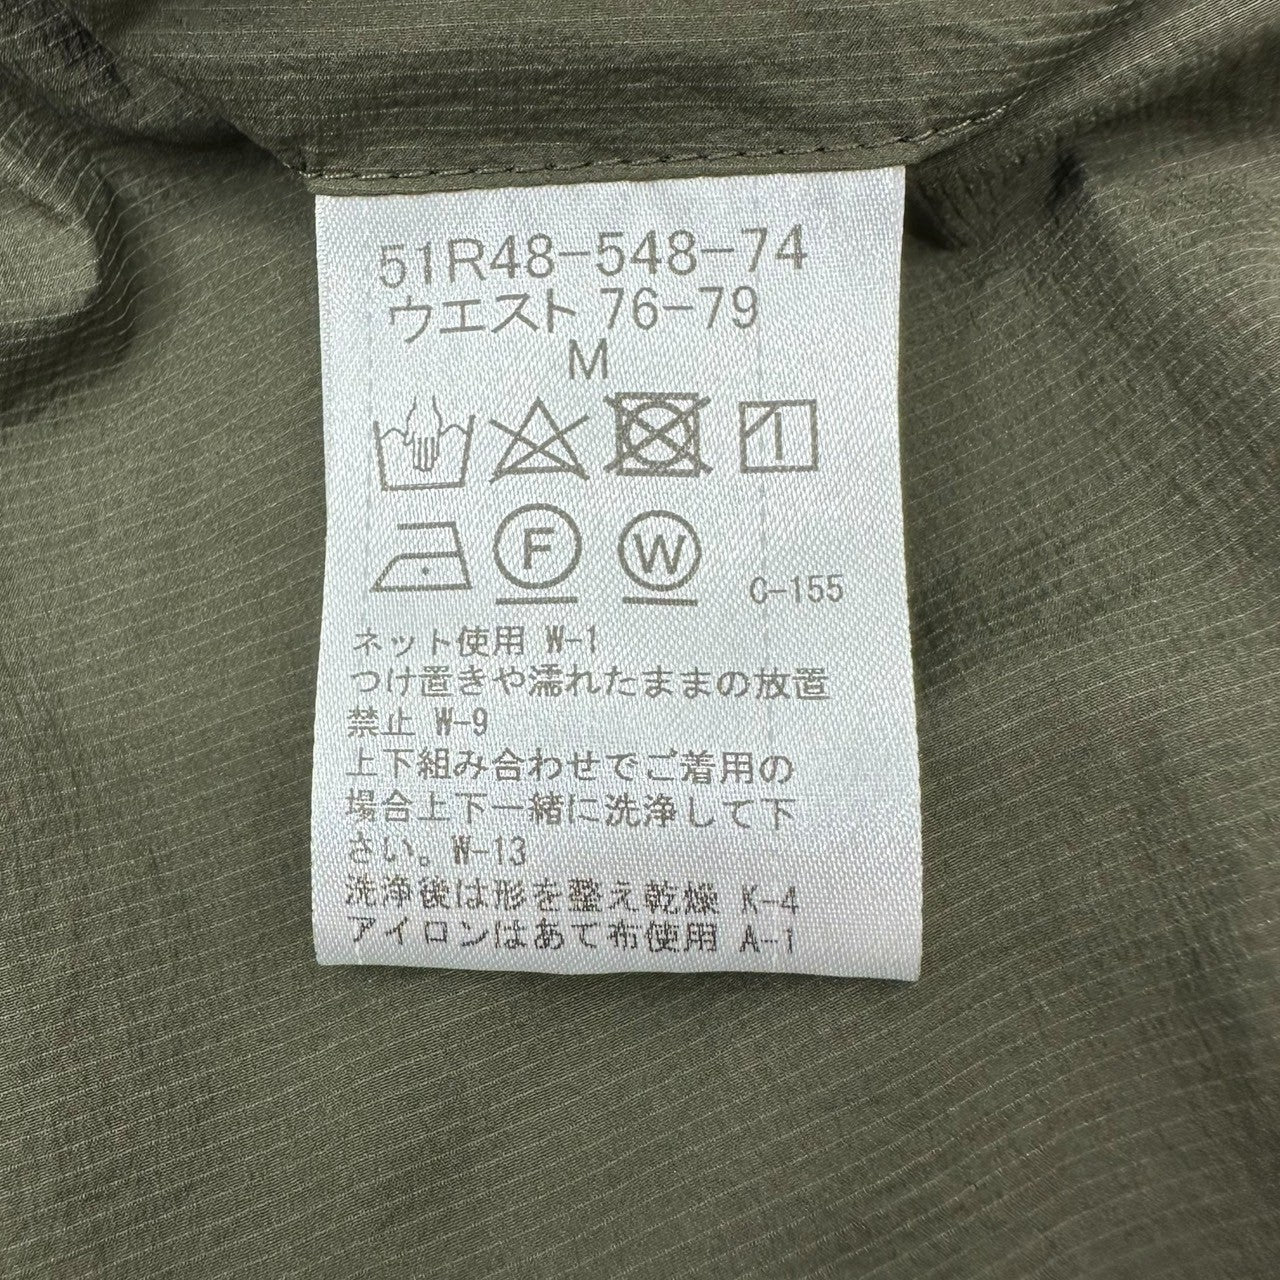 51R48-548-74
ウエスト 76-79
M
1
F W
C-155
ネット使用 W-1
つけ置きや濡れたままの放置
禁止 W-9
上下組み合わせでご着用の
場合上下一緒に洗浄して下
さい。W-13
洗浄後は形を整え乾燥 K-4
アイロンはあて布使用 A-1